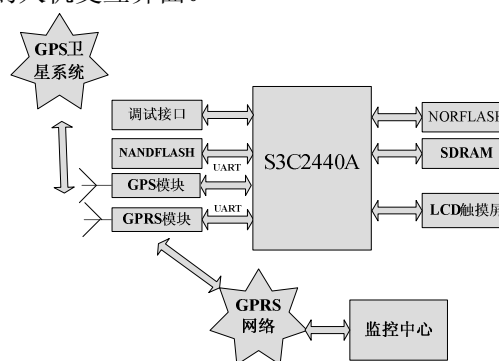 GPS卫
星系统
调试接口
NANDFLASH
UART
GPS模块
UART
GPRS模块
S3C2440A
NORFLASH
SDRAM
LCD触摸屏
GPRS
网络
监控中心